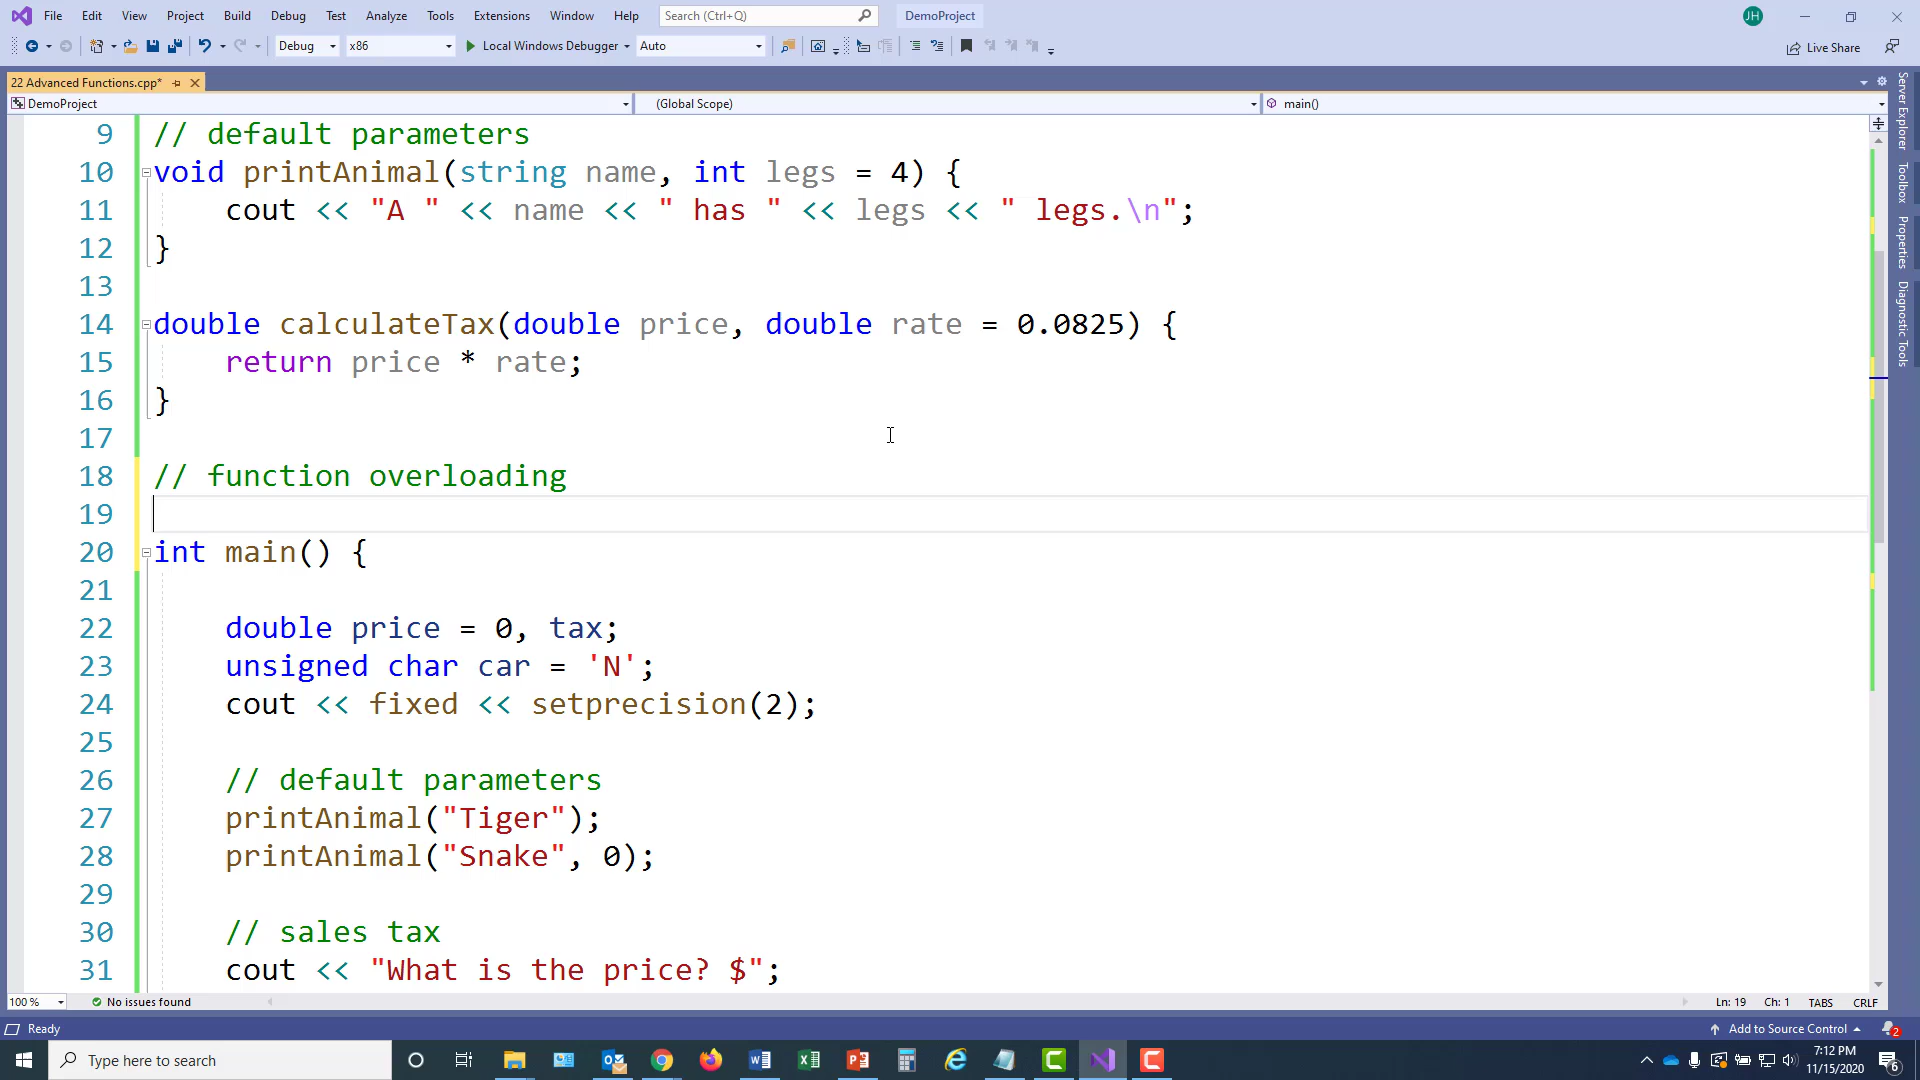 File Edit View Project Build Debug Test Analyze Tools Extensions Window Help Search (Ctrl+Q) DemoProject JH
Debug x86 Local Windows Debugger Auto Live Share
22 Advanced Functions.cpp*
DemoProject (Global Scope) main()
9 // default parameters
10 void printAnimal(string name, int legs = 4) {
11 cout << "A " << name << " has " << legs << " legs.\n";
12 }
13
14 double calculateTax(double price, double rate = 0.0825) {
15 return price * rate;
16 }
17
18 // function overloading
19
20 int main() {
21
22 double price = 0, tax;
23 unsigned char car = 'N';
24 cout << fixed << setprecision(2);
25
26 // default parameters
27 printAnimal("Tiger");
28 printAnimal("Snake", 0);
29
30 // sales tax
31 cout << "What is the price? $";
Server Explorer
Toolbox
Properties
Diagnostic Tools
100 % No issues found Ln: 19 Ch: 1 TABS CRLF
Ready Add to Source Control 2
Type here to search
7:12 PM
11/15/2020
6